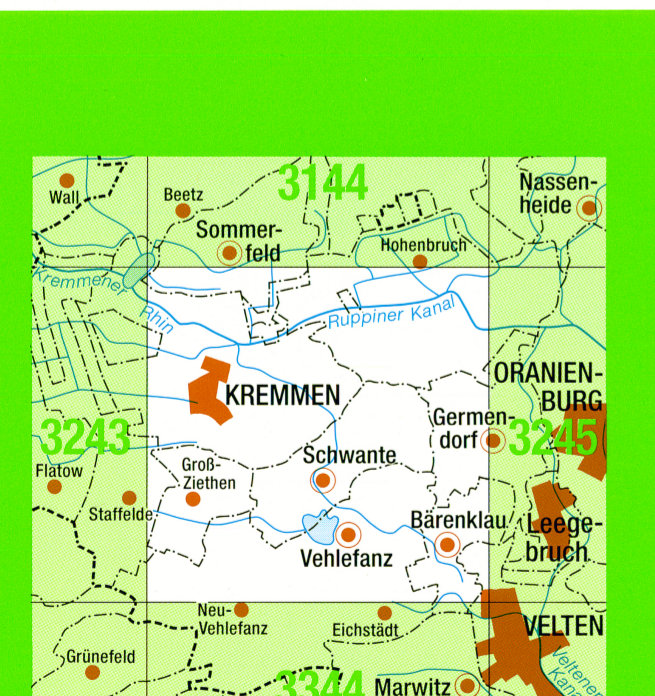 3144
Nassen-
heide
Wall
Beetz
Sommer-
feld
Hohenbruch
Kremmener
Rhin
Ruppiner Kanal
ORANIEN-
BURG
KREMMEN
Germen-
dorf
3243
3245
Schwante
Flatow
Groß-
Ziethen
Staffelde
Bärenklau
Leege-
bruch
Vehlefanz
Neu-
Vehlefanz
Eichstädt
VELTEN
Grünefeld
3344
Marwitz